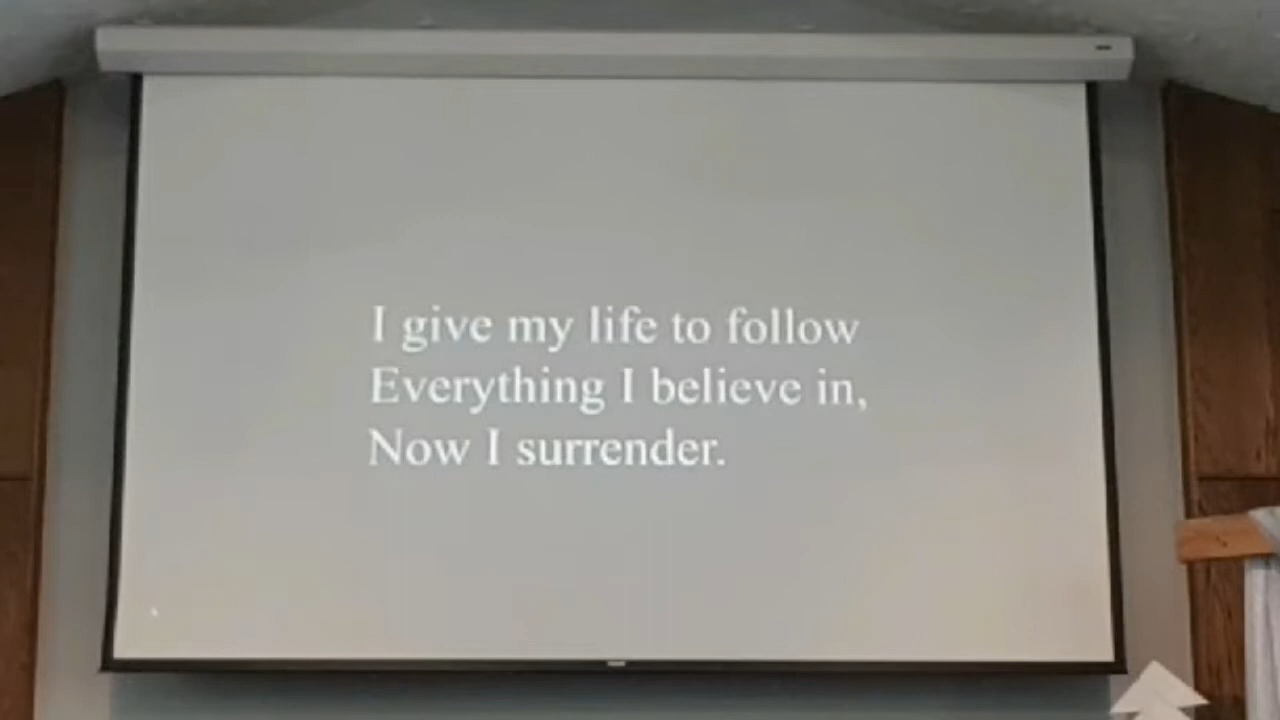 I give my life to follow
Everything I believe in,
Now I surrender.